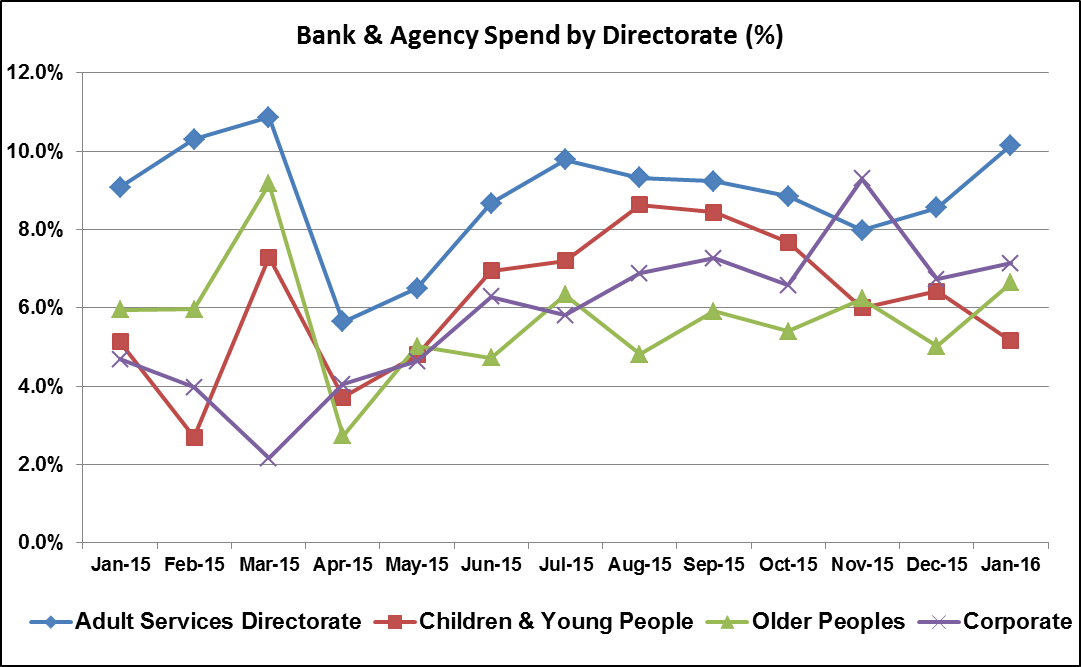 Bank & Agency Spend by Directorate (%)
12.0%
10.0%
8.0%
6.0%
4.0%
2.0%
0.0%
Jan-15 Feb-15 Mar-15 Apr-15 May-15 Jun-15 Jul-15 Aug-15 Sep-15 Oct-15 Nov-15 Dec-15 Jan-16
Adult Services Directorate Children & Young People Older Peoples Corporate